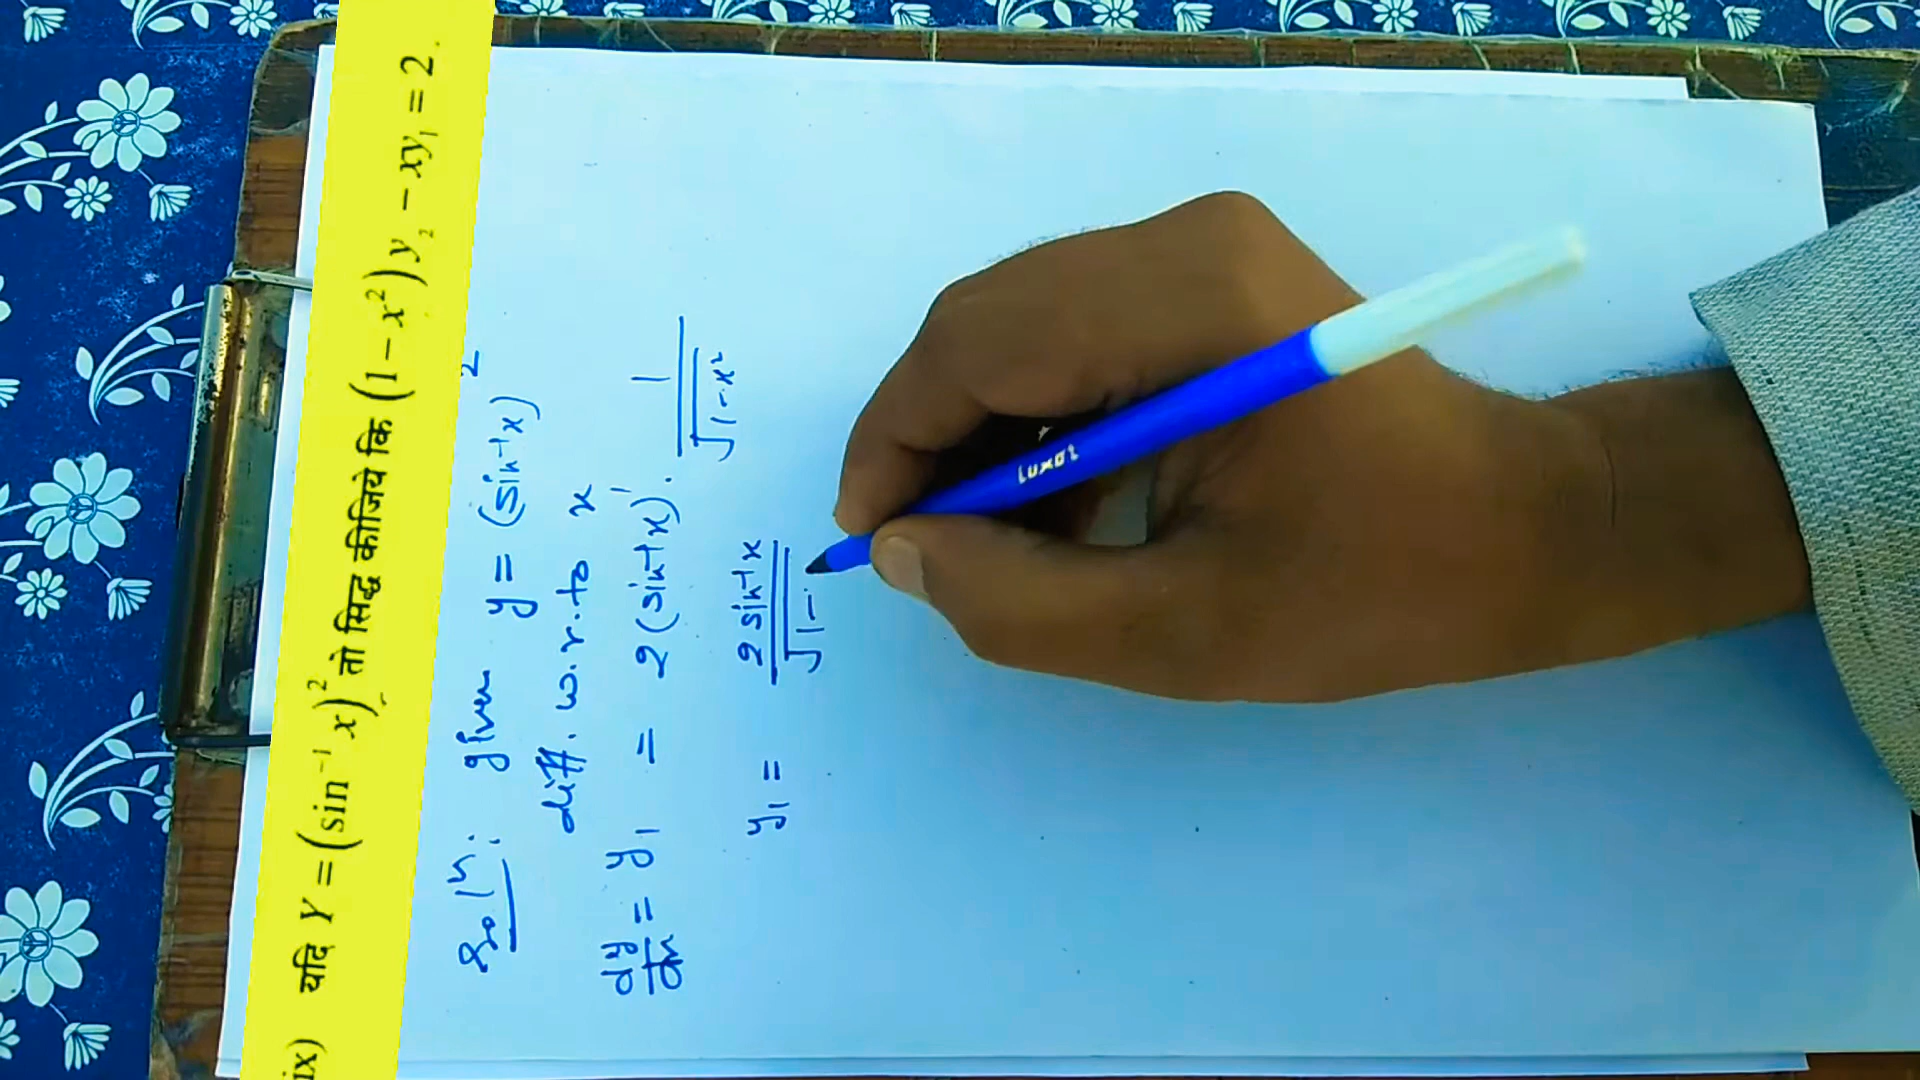 ix) यदि Y = (sin⁻¹ x)² तो सिद्ध कीजिये कि (1 − x²) y₂ − xy₁ = 2.
Solⁿ: given y = (sin⁻¹x)²
diff. w.r.to x
dy/dx = y₁ = 2(sin⁻¹x)¹. 1/√1−x²
y₁ = 2 sin⁻¹x/√1−
luxor